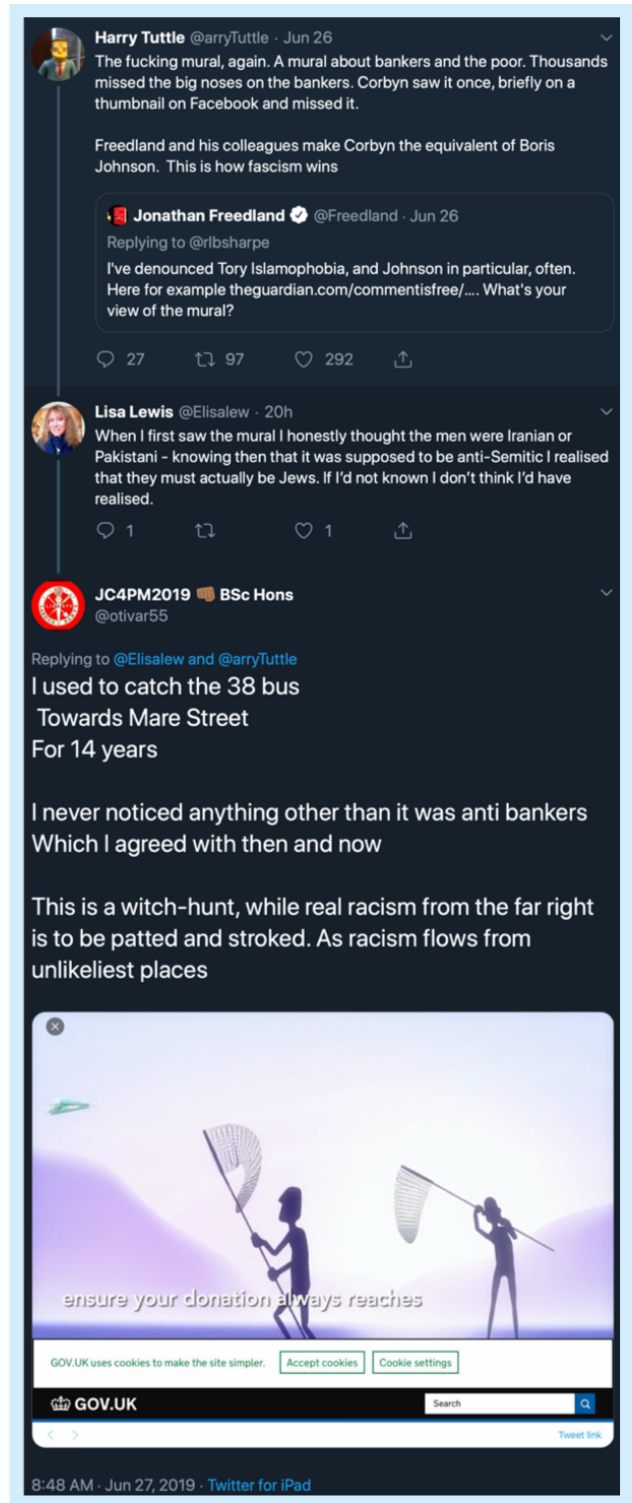 Harry Tuttle @arryTuttle · Jun 26
The fucking mural, again. A mural about bankers and the poor. Thousands
missed the big noses on the bankers. Corbyn saw it once, briefly on a
thumbnail on Facebook and missed it.
Freedland and his colleagues make Corbyn the equivalent of Boris
Johnson.  This is how fascism wins
Jonathan Freedland @Freedland · Jun 26
Replying to @rlbsharpe
I've denounced Tory Islamophobia, and Johnson in particular, often.
Here for example theguardian.com/commentisfree/.... What's your
view of the mural?
27 97 292
Lisa Lewis @Elisalew · 20h
When I first saw the mural I honestly thought the men were Iranian or
Pakistani - knowing then that it was supposed to be anti-Semitic I realised
that they must actually be Jews. If I'd not known I don't think I'd have
realised.
1 1
JC4PM2019 👊🏾 BSc Hons
@otivar55
Replying to @Elisalew and @arryTuttle
I used to catch the 38 bus
Towards Mare Street
For 14 years
I never noticed anything other than it was anti bankers
Which I agreed with then and now
This is a witch-hunt, while real racism from the far right
is to be patted and stroked. As racism flows from
unlikeliest places
ensure your donation always reaches
GOV.UK uses cookies to make the site simpler. Accept cookies Cookie settings
GOV.UK Search
Tweet link
8:48 AM · Jun 27, 2019 · Twitter for iPad